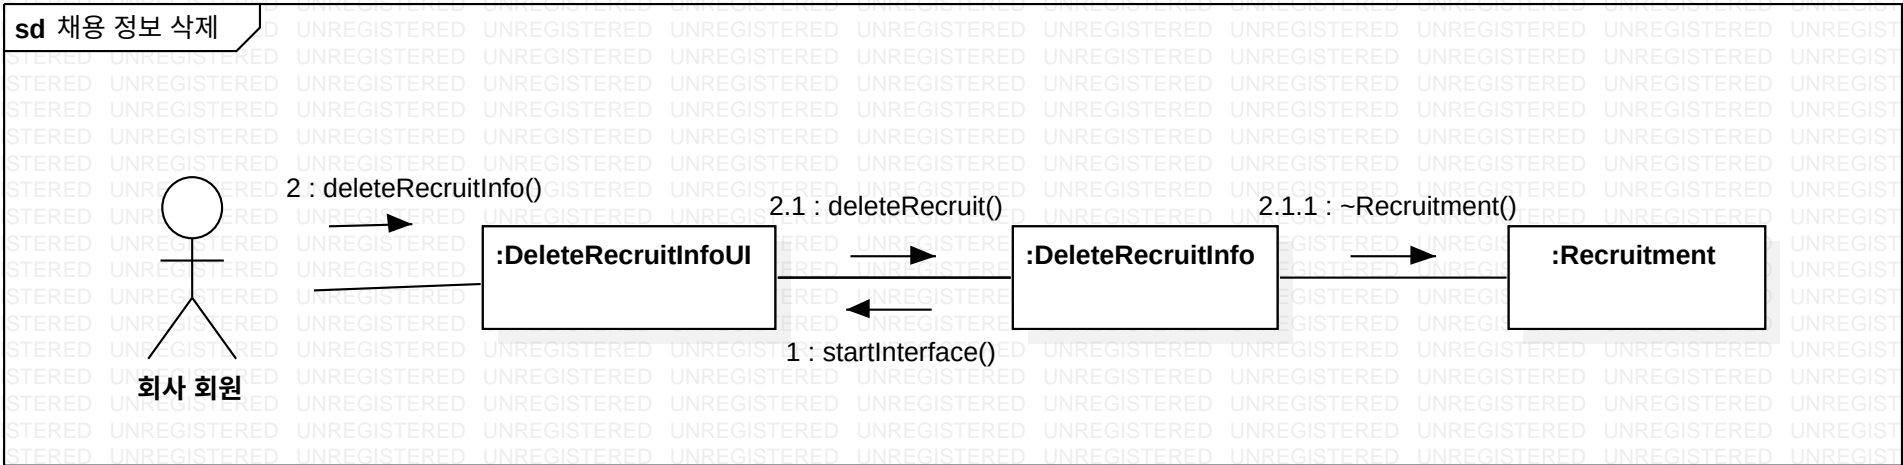 sd 채용 정보 삭제
2 : deleteRecruitInfo()
2.1 : deleteRecruit()
2.1.1 : ~Recruitment()
:DeleteRecruitInfoUI
:DeleteRecruitInfo
:Recruitment
1 : startInterface()
회사 회원
UNREGISTERED